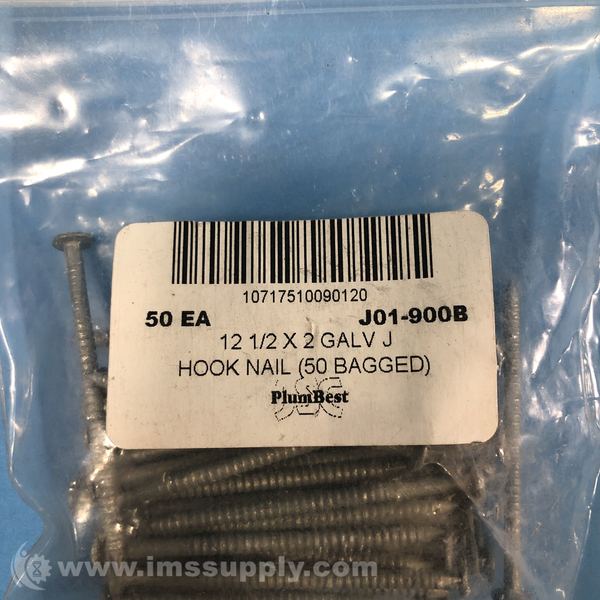 10717510090120
50 EA J01-900B
12 1/2 X 2 GALV J
HOOK NAIL (50 BAGGED)
PlumBest
www.imssupply.com